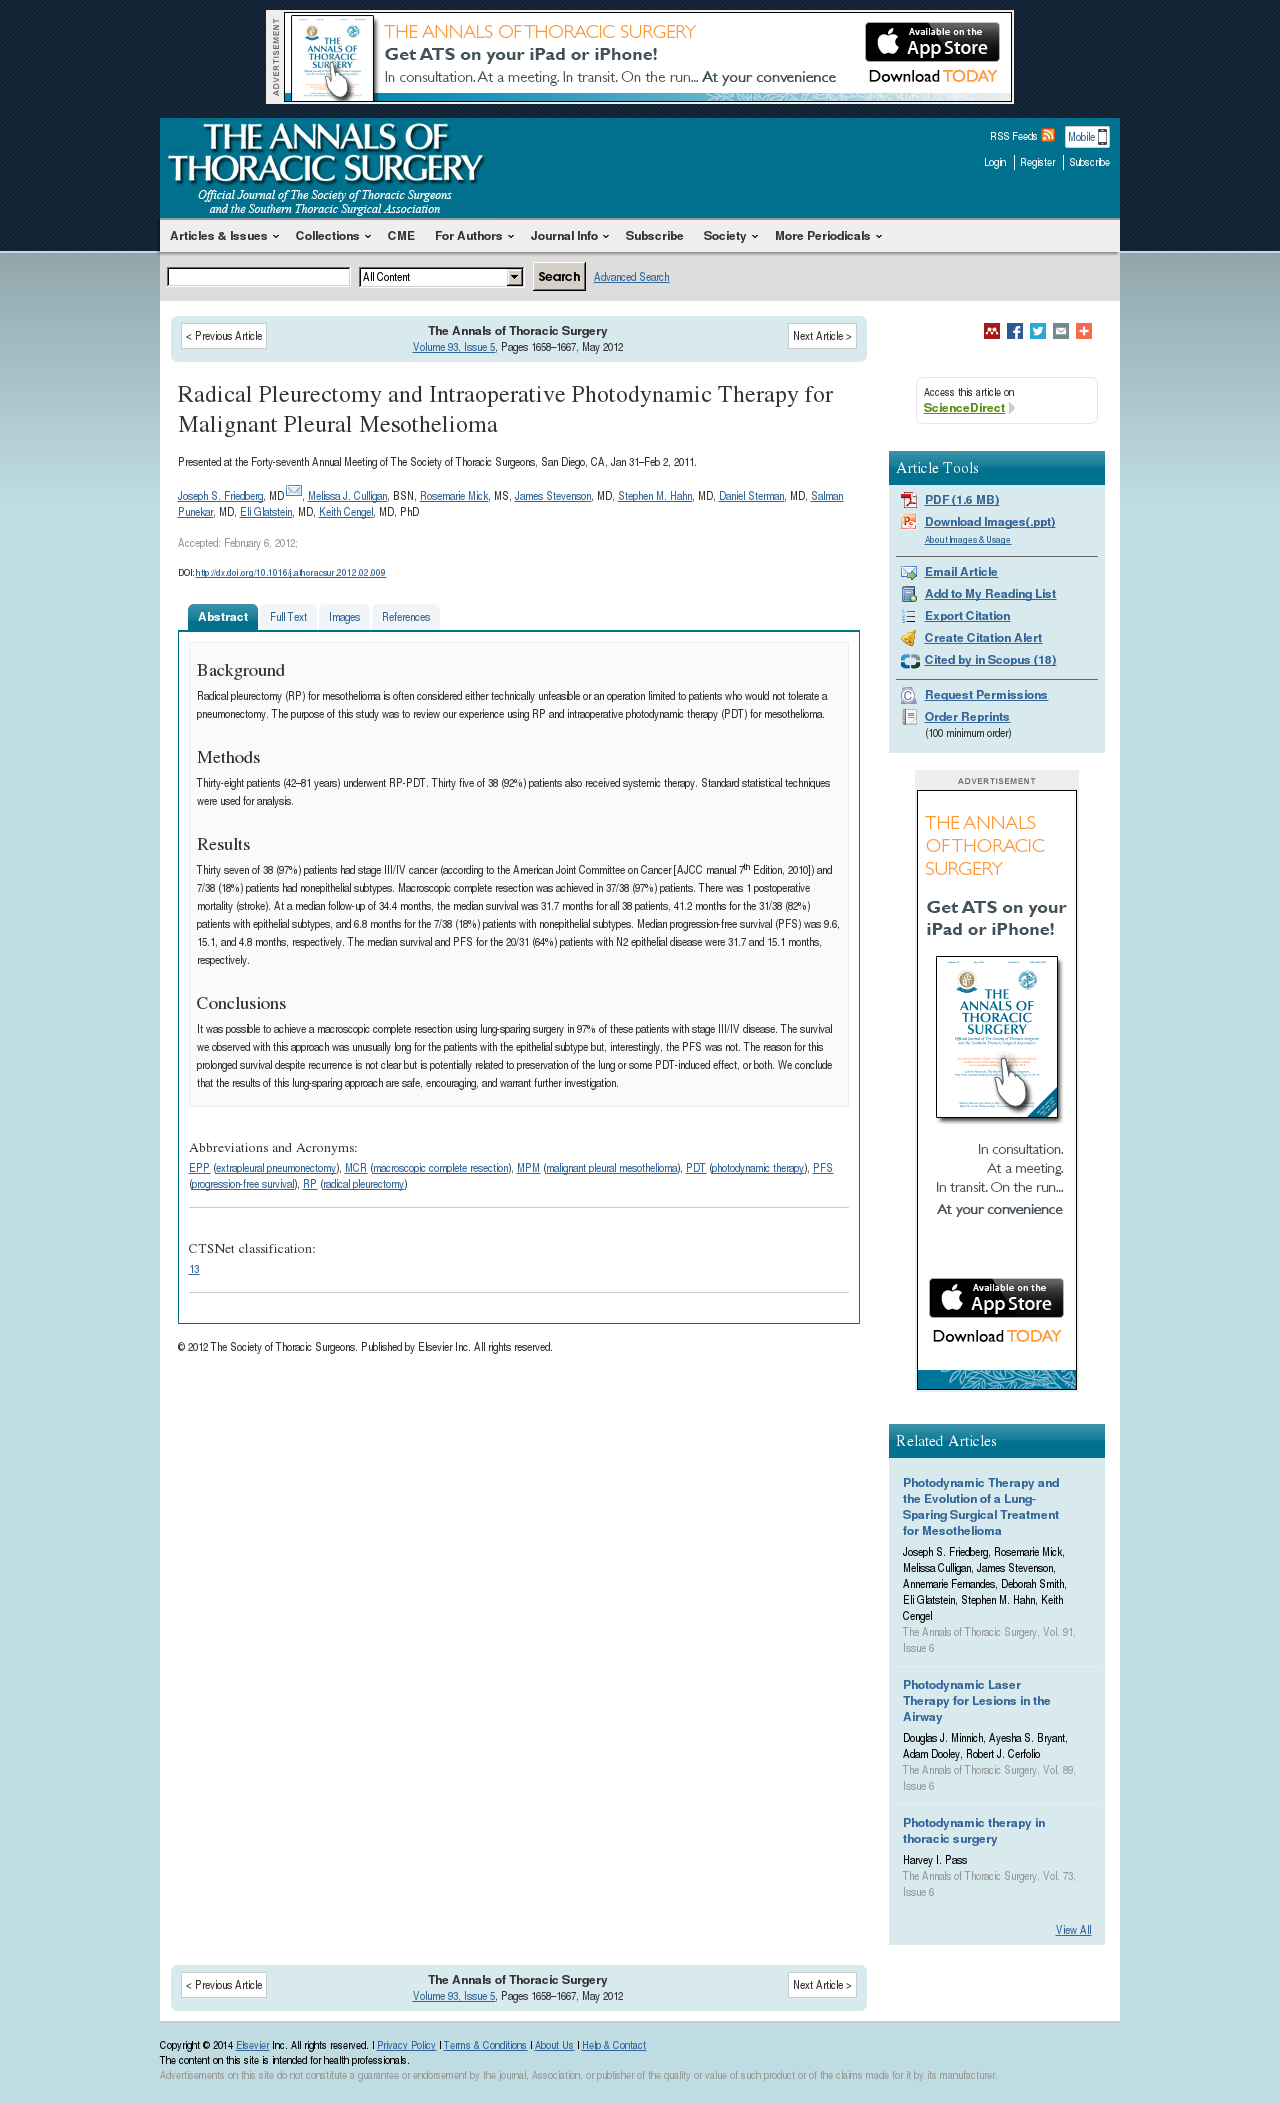 ADVERTISEMENT
THE ANNALS OF THORACIC SURGERY
THE ANNALS OF THORACIC SURGERY
Get ATS on your iPad or iPhone!
In consultation. At a meeting. In transit. On the run... At your convenience
Available on the
App Store
Download TODAY
THE ANNALS OF
THORACIC SURGERY
Official Journal of The Society of Thoracic Surgeons
and the Southern Thoracic Surgical Association
RSS Feeds Mobile
Login Register Subscribe
Articles & Issues Collections CME For Authors Journal Info Subscribe Society More Periodicals
All Content Search Advanced Search
< Previous Article
The Annals of Thoracic Surgery
Volume 93, Issue 5, Pages 1658–1667, May 2012
Next Article >
Radical Pleurectomy and Intraoperative Photodynamic Therapy for
Malignant Pleural Mesothelioma
Presented at the Forty-seventh Annual Meeting of The Society of Thoracic Surgeons, San Diego, CA, Jan 31–Feb 2, 2011.
Joseph S. Friedberg, MD, Melissa J. Culligan, BSN, Rosemarie Mick, MS, James Stevenson, MD, Stephen M. Hahn, MD, Daniel Sterman, MD, Salman
Punekar, MD, Eli Glatstein, MD, Keith Cengel, MD, PhD
Accepted: February 6, 2012;
DOI: http://dx.doi.org/10.1016/j.athoracsur.2012.02.009
Abstract Full Text Images References
Background
Radical pleurectomy (RP) for mesothelioma is often considered either technically unfeasible or an operation limited to patients who would not tolerate a
pneumonectomy. The purpose of this study was to review our experience using RP and intraoperative photodynamic therapy (PDT) for mesothelioma.
Methods
Thirty-eight patients (42–81 years) underwent RP-PDT. Thirty five of 38 (92%) patients also received systemic therapy. Standard statistical techniques
were used for analysis.
Results
Thirty seven of 38 (97%) patients had stage III/IV cancer (according to the American Joint Committee on Cancer [AJCC manual 7th Edition, 2010]) and
7/38 (18%) patients had nonepithelial subtypes. Macroscopic complete resection was achieved in 37/38 (97%) patients. There was 1 postoperative
mortality (stroke). At a median follow-up of 34.4 months, the median survival was 31.7 months for all 38 patients, 41.2 months for the 31/38 (82%)
patients with epithelial subtypes, and 6.8 months for the 7/38 (18%) patients with nonepithelial subtypes. Median progression-free survival (PFS) was 9.6,
15.1, and 4.8 months, respectively. The median survival and PFS for the 20/31 (64%) patients with N2 epithelial disease were 31.7 and 15.1 months,
respectively.
Conclusions
It was possible to achieve a macroscopic complete resection using lung-sparing surgery in 97% of these patients with stage III/IV disease. The survival
we observed with this approach was unusually long for the patients with the epithelial subtype but, interestingly, the PFS was not. The reason for this
prolonged survival despite recurrence is not clear but is potentially related to preservation of the lung or some PDT-induced effect, or both. We conclude
that the results of this lung-sparing approach are safe, encouraging, and warrant further investigation.
Abbreviations and Acronyms:
EPP (extrapleural pneumonectomy), MCR (macroscopic complete resection), MPM (malignant pleural mesothelioma), PDT (photodynamic therapy), PFS
(progression-free survival), RP (radical pleurectomy)
CTSNet classification:
13
© 2012 The Society of Thoracic Surgeons. Published by Elsevier Inc. All rights reserved.
Access this article on
ScienceDirect
Article Tools
PDF (1.6 MB)
Download Images(.ppt)
About Images & Usage
Email Article
Add to My Reading List
Export Citation
Create Citation Alert
Cited by in Scopus (18)
Request Permissions
Order Reprints
(100 minimum order)
ADVERTISEMENT
THE ANNALS
OF THORACIC
SURGERY
Get ATS on your
iPad or iPhone!
THE
ANNALS OF
THORACIC
SURGERY
In consultation.
At a meeting.
In transit. On the run...
At your convenience
Available on the
App Store
Download TODAY
Related Articles
Photodynamic Therapy and
the Evolution of a Lung-
Sparing Surgical Treatment
for Mesothelioma
Joseph S. Friedberg, Rosemarie Mick,
Melissa Culligan, James Stevenson,
Annemarie Fernandes, Deborah Smith,
Eli Glatstein, Stephen M. Hahn, Keith
Cengel
The Annals of Thoracic Surgery, Vol. 91,
Issue 6
Photodynamic Laser
Therapy for Lesions in the
Airway
Douglas J. Minnich, Ayesha S. Bryant,
Adam Dooley, Robert J. Cerfolio
The Annals of Thoracic Surgery, Vol. 89,
Issue 6
Photodynamic therapy in
thoracic surgery
Harvey I. Pass
The Annals of Thoracic Surgery, Vol. 73,
Issue 6
View All
< Previous Article
The Annals of Thoracic Surgery
Volume 93, Issue 5, Pages 1658–1667, May 2012
Next Article >
Copyright © 2014 Elsevier Inc. All rights reserved. | Privacy Policy | Terms & Conditions | About Us | Help & Contact
The content on this site is intended for health professionals.
Advertisements on this site do not constitute a guarantee or endorsement by the journal, Association, or publisher of the quality or value of such product or of the claims made for it by its manufacturer.